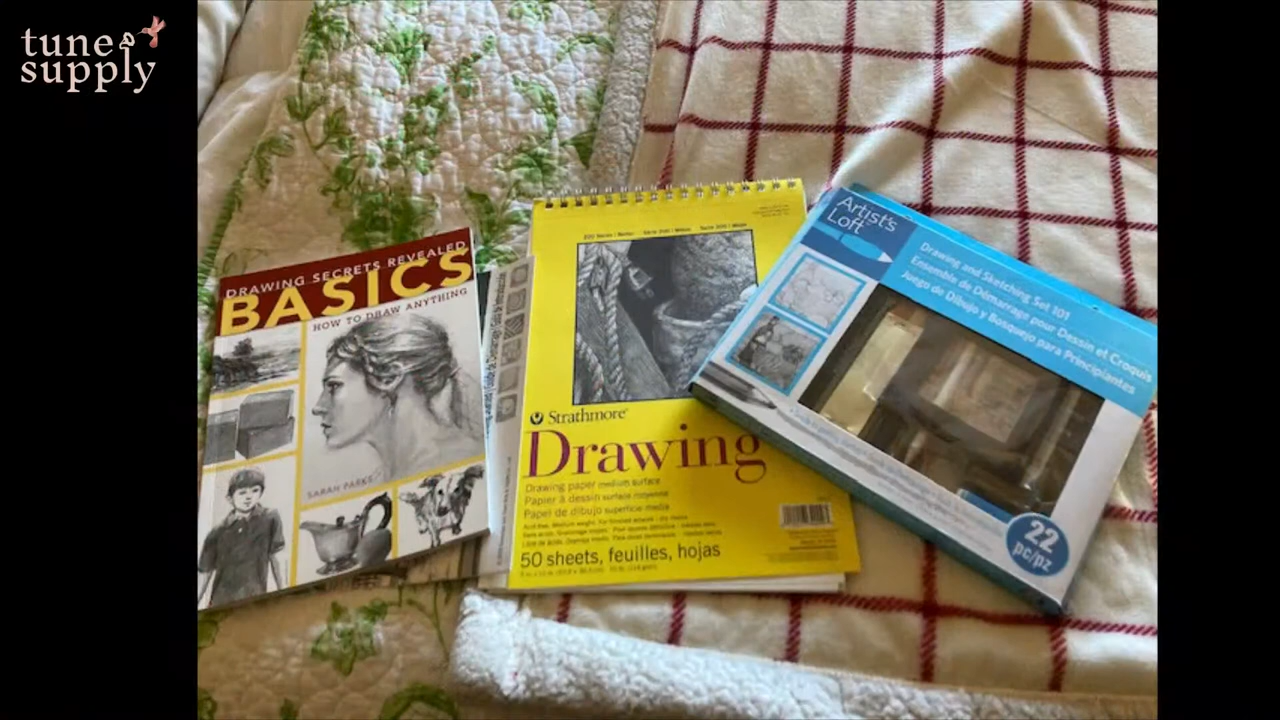 tune
supply
DRAWING SECRETS REVEALED
BASICS
HOW TO DRAW ANYTHING
SARAH PARKS
Strathmore
Drawing
Drawing paper medium surface
Papier à dessin surface moyenne
Papel de dibujo superficie media
50 sheets, feuilles, hojas
Artist's
Loft
Drawing and Sketching Set 101
Ensemble de Démarrage pour Dessin et Croquis
Juego de Dibujo y Bosquejo para Principiantes
22
pc/pz